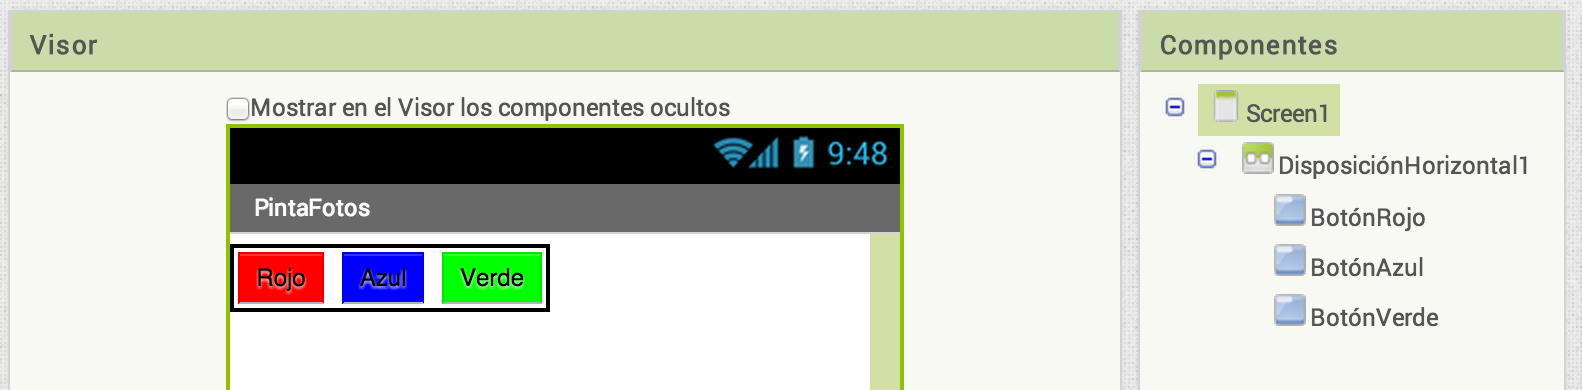 Visor
Mostrar en el Visor los componentes ocultos
9:48
PintaFotos
Rojo Azul Verde
Componentes
Screen1
DisposiciónHorizontal1
BotónRojo
BotónAzul
BotónVerde